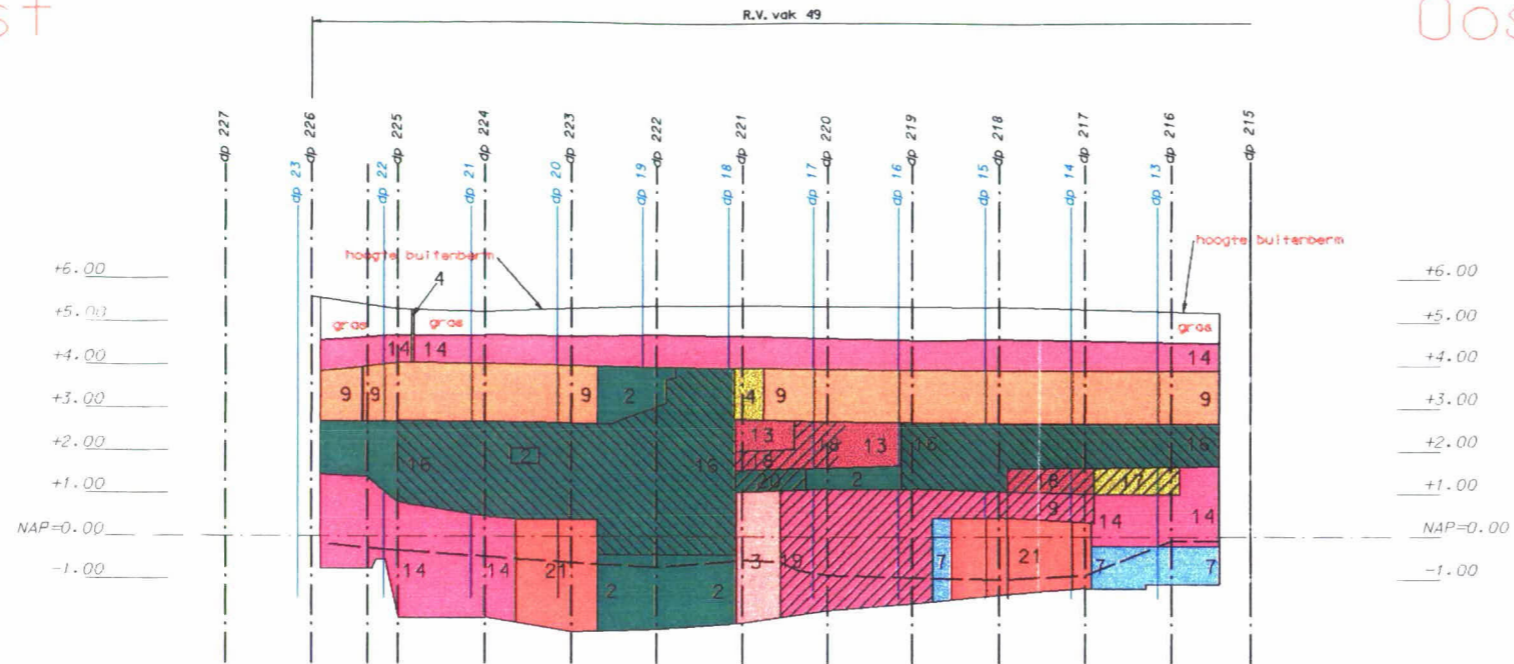 ST
R.V. vak 49
Oos
dp 227
dp 226
dp 225
dp 224
dp 223
dp 222
dp 221
dp 220
dp 219
dp 218
dp 217
dp 216
dp 215
dp 23
dp 22
dp 21
dp 20
dp 19
dp 18
dp 17
dp 16
dp 15
dp 14
dp 13
hoogte buitenberm
hoogte buitenberm
+6.00
+6.00
4
+5.00
gras
gras
gras
+5.00
+4.00
14
14
14
+4.00
+3.00
9
9
9
2
4
9
9
+3.00
+2.00
16
2
16
13
13
16
16
+2.00
18
+1.00
20
2
8
17
+1.00
9
14
14
NAP=0.00
NAP=0.00
-1.00
14
14
21
2
2
3
19
7
21
7
7
-1.00